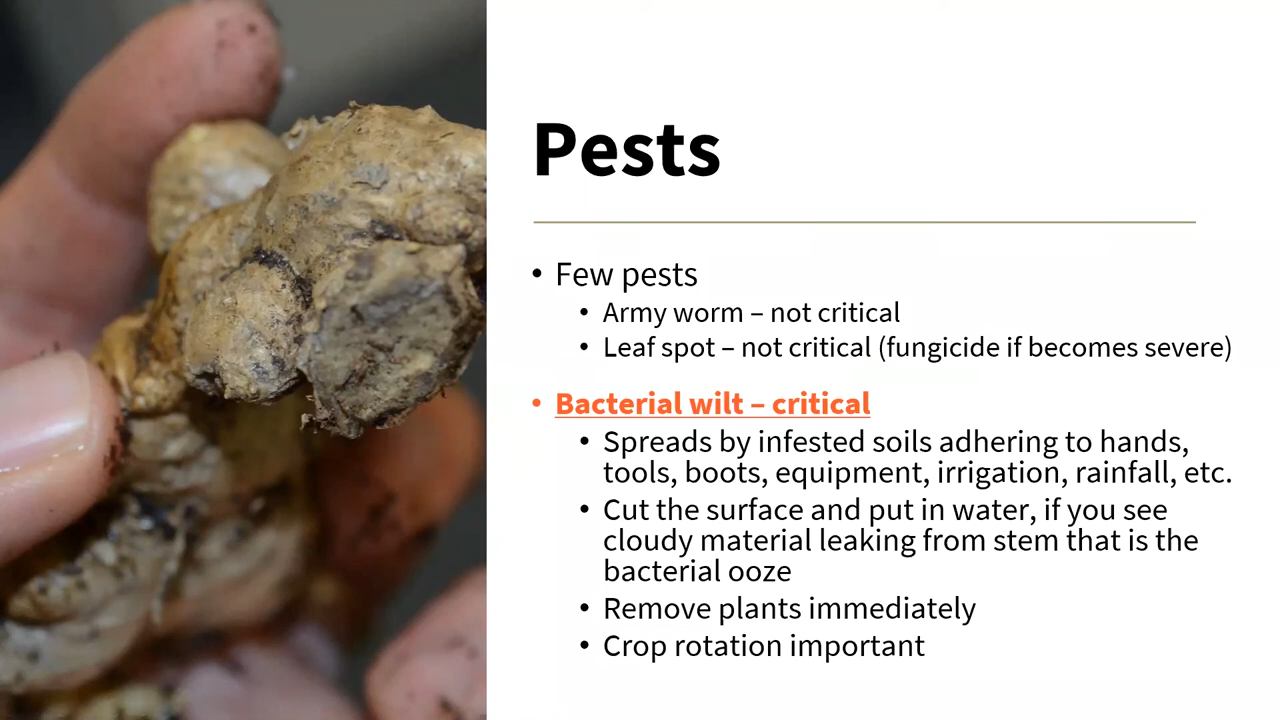 Pests
• Few pests
• Army worm – not critical
• Leaf spot – not critical (fungicide if becomes severe)
• Bacterial wilt – critical
• Spreads by infested soils adhering to hands,
tools, boots, equipment, irrigation, rainfall, etc.
• Cut the surface and put in water, if you see
cloudy material leaking from stem that is the
bacterial ooze
• Remove plants immediately
• Crop rotation important